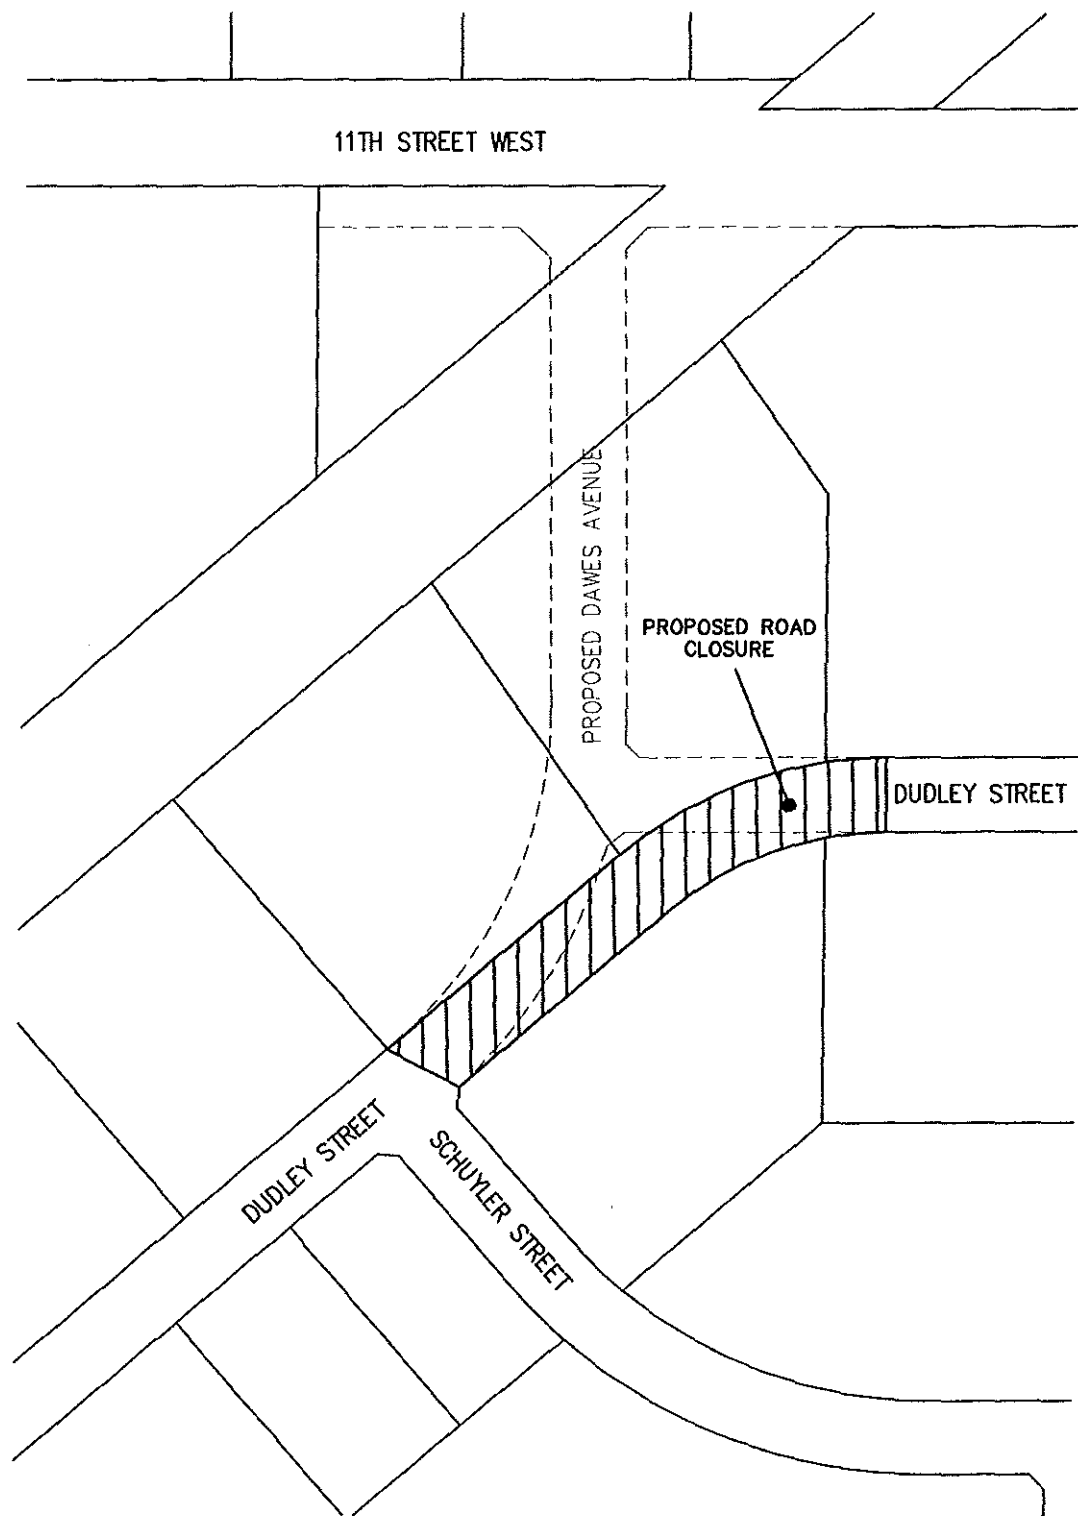 11TH STREET WEST
PROPOSED DAWES AVENUE
PROPOSED ROAD
CLOSURE
DUDLEY STREET
DUDLEY STREET
SCHUYLER STREET